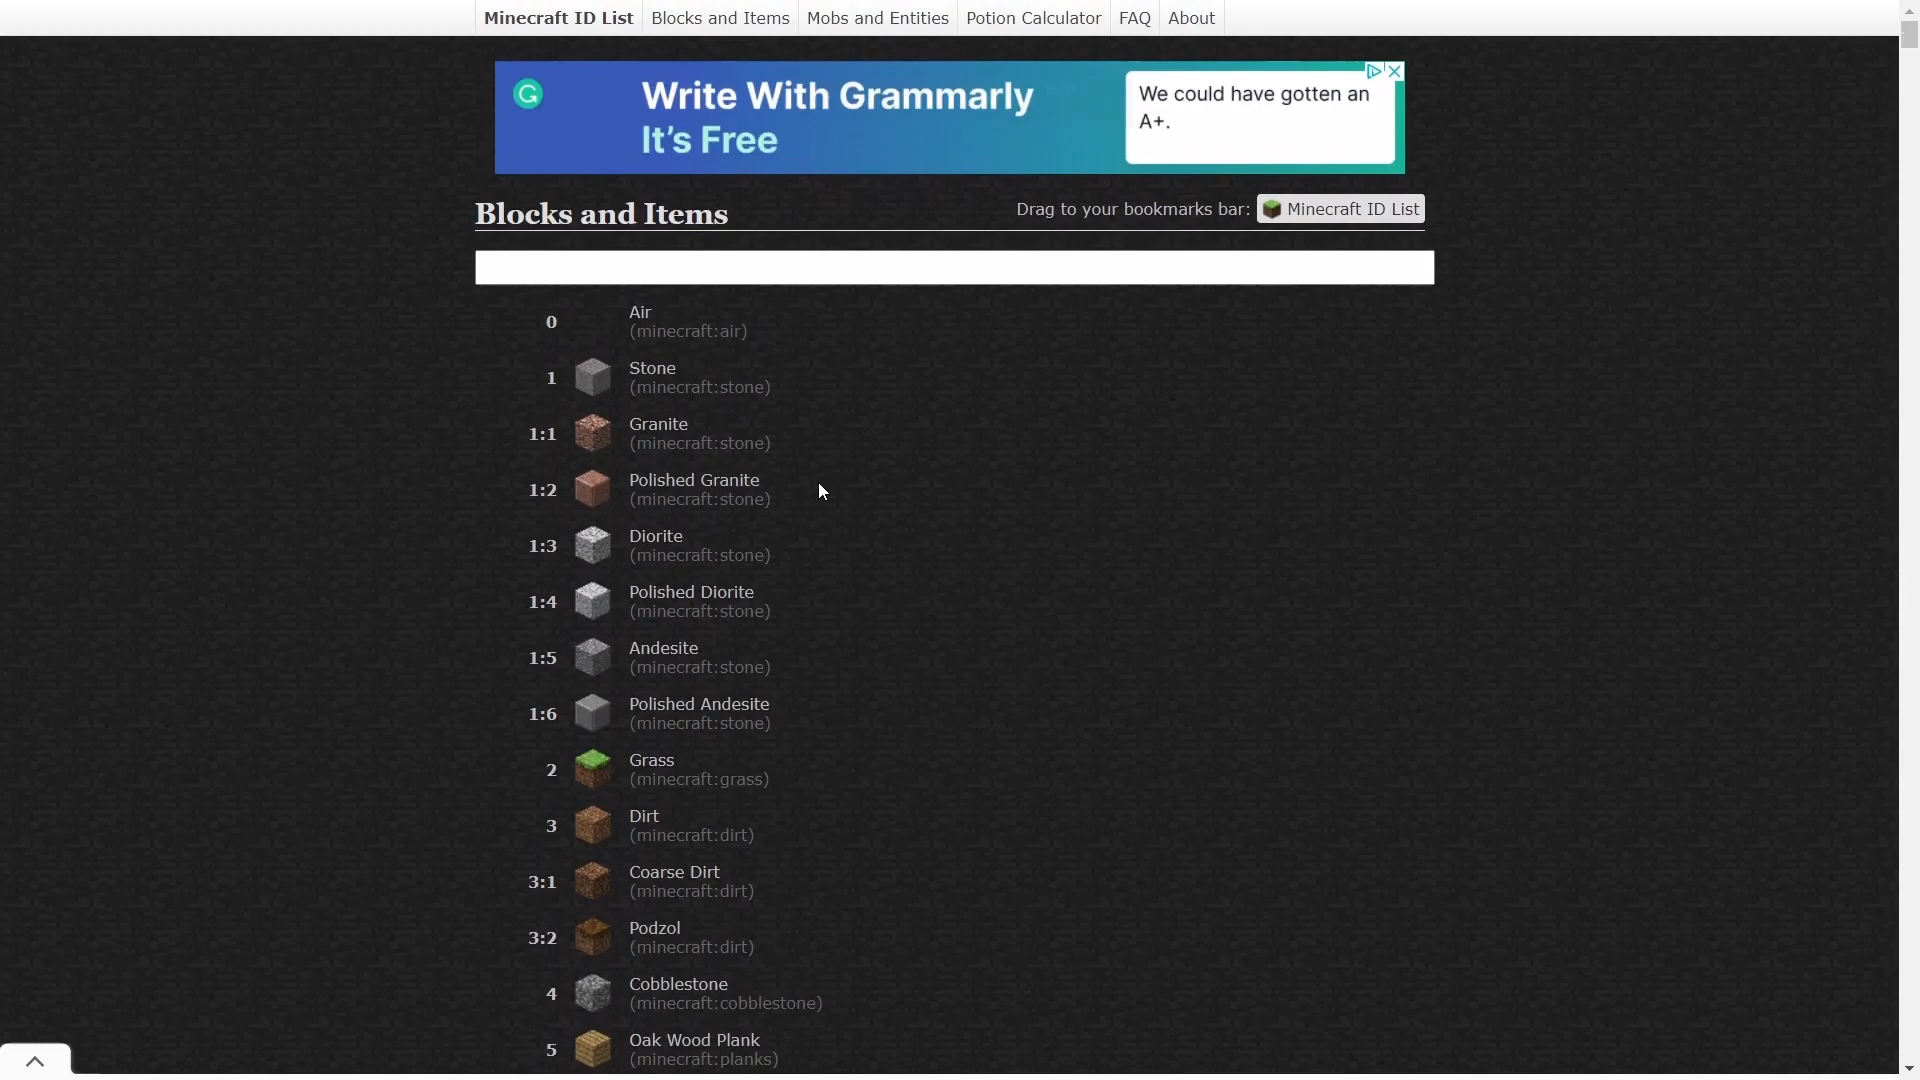 Minecraft ID List Blocks and Items Mobs and Entities Potion Calculator FAQ About
Write With Grammarly
It's Free
We could have gotten an
A+.
Blocks and Items
Drag to your bookmarks bar: Minecraft ID List
0 Air
(minecraft:air)
1 Stone
(minecraft:stone)
1:1 Granite
(minecraft:stone)
1:2 Polished Granite
(minecraft:stone)
1:3 Diorite
(minecraft:stone)
1:4 Polished Diorite
(minecraft:stone)
1:5 Andesite
(minecraft:stone)
1:6 Polished Andesite
(minecraft:stone)
2 Grass
(minecraft:grass)
3 Dirt
(minecraft:dirt)
3:1 Coarse Dirt
(minecraft:dirt)
3:2 Podzol
(minecraft:dirt)
4 Cobblestone
(minecraft:cobblestone)
5 Oak Wood Plank
(minecraft:planks)